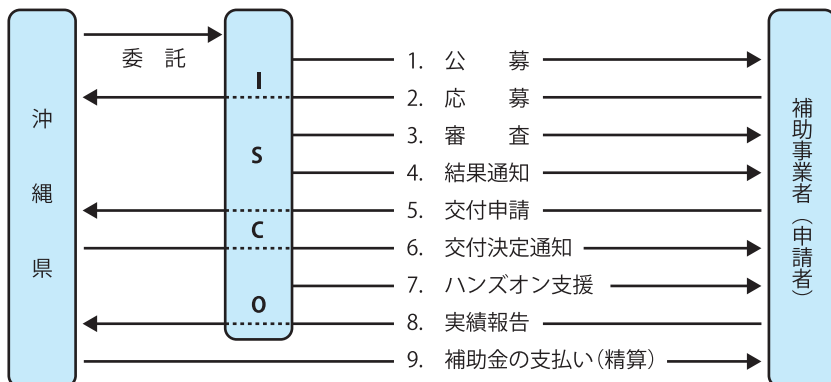 沖縄県
委　託
ISCO
1. 公　　募
2. 応　　募
3. 審　　査
4. 結果通知
5. 交付申請
6. 交付決定通知
7. ハンズオン支援
8. 実績報告
9. 補助金の支払い（精算）
補助事業者（申請者）